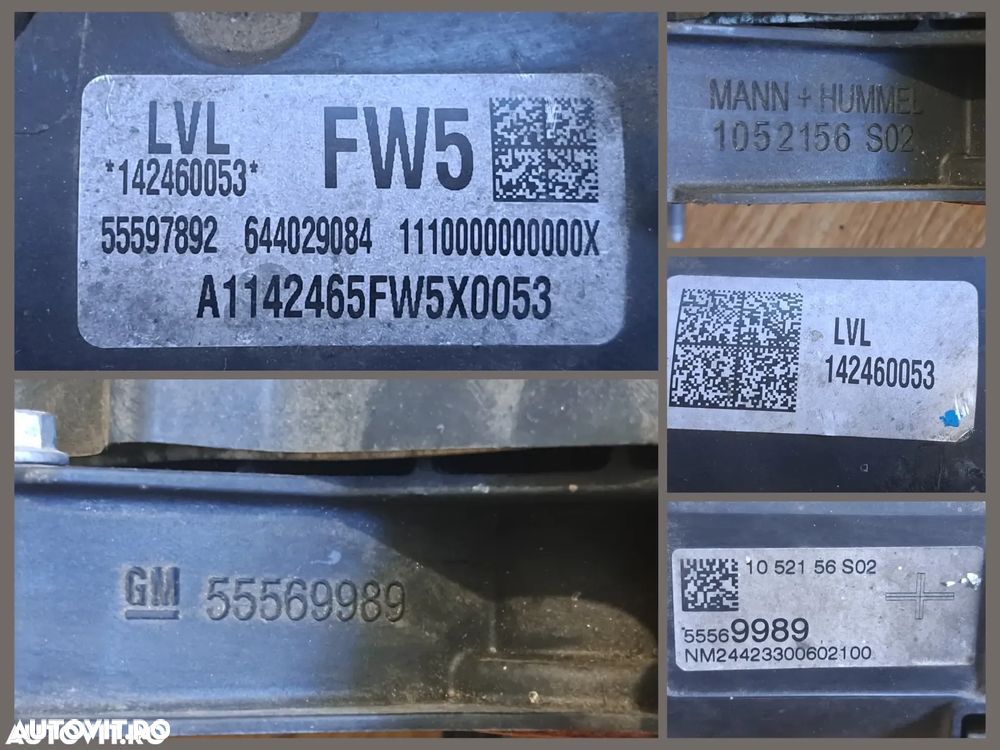 LVL
*142460053*
FW5
55597892 644029084 1110000000000X
A1142465FW5X0053
MANN + HUMMEL
1052156 S02
LVL
142460053
GM 55569989
10 521 56 S02
55569989
NM24423300602100
AUTOVIT.RO